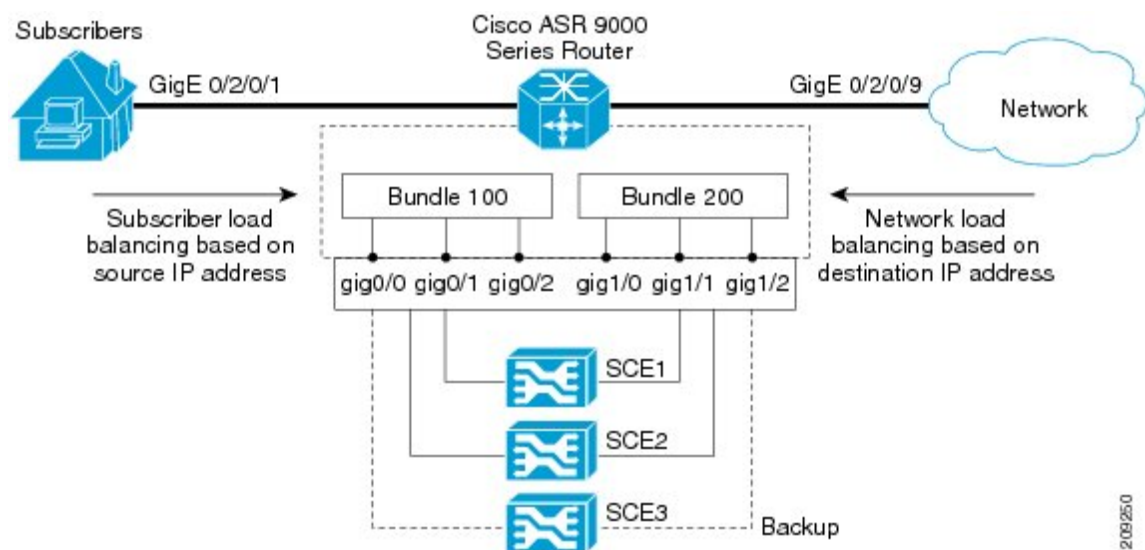 Subscribers
Cisco ASR 9000
Series Router
GigE 0/2/0/1
GigE 0/2/0/9
Network
Bundle 100
Bundle 200
Subscriber load
balancing based on
source IP address
Network load
balancing based on
destination IP address
gig0/0 gig0/1 gig0/2 gig1/0 gig1/1 gig1/2
SCE1
SCE2
SCE3
Backup
209250